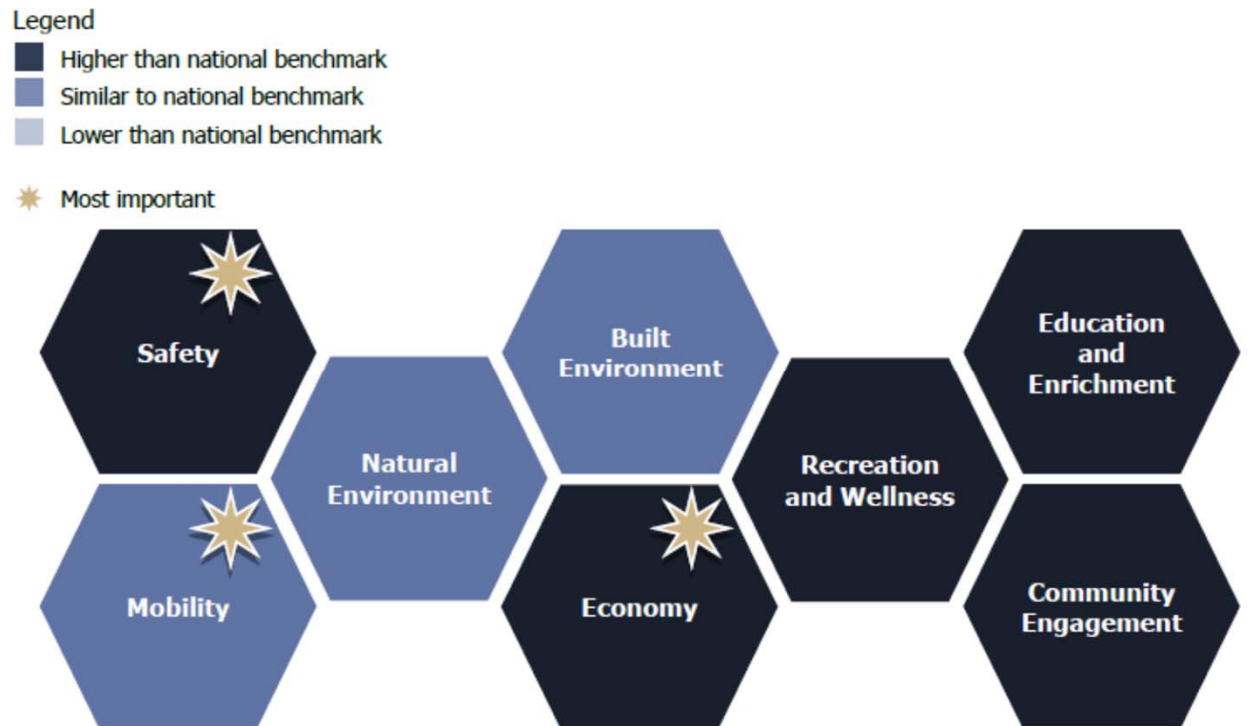 Legend
Higher than national benchmark
Similar to national benchmark
Lower than national benchmark
Most important
Safety
Mobility
Natural
Environment
Built
Environment
Economy
Recreation
and Wellness
Education
and
Enrichment
Community
Engagement